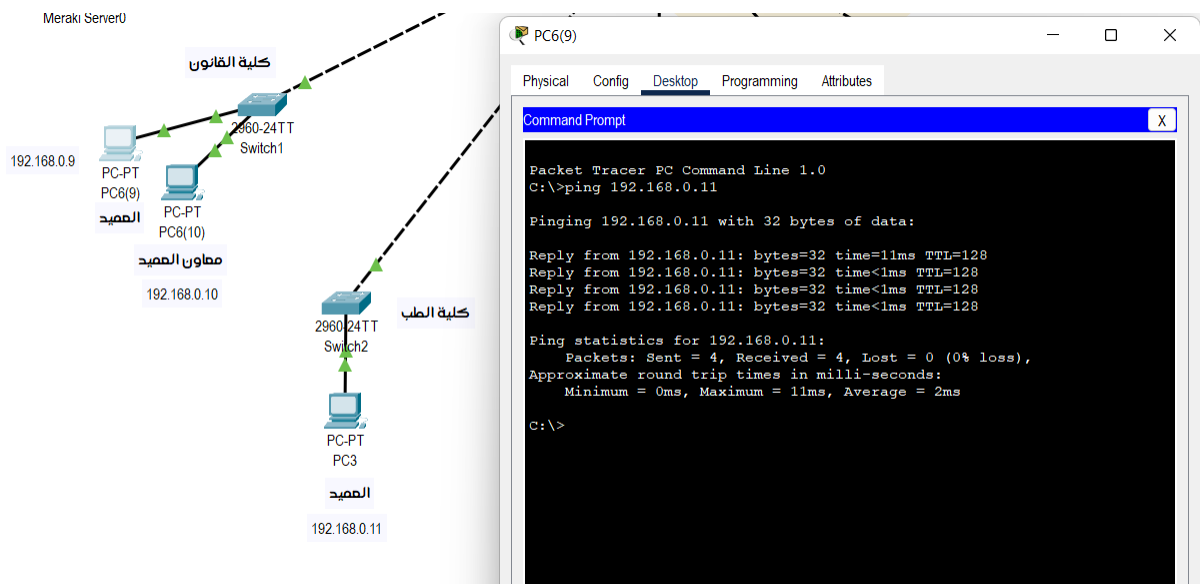 Meraki Server0
كلية القانون
2960-24TT
Switch1
192.168.0.9
PC-PT
PC6(9)
العميد
PC-PT
PC6(10)
معاون العميد
192.168.0.10
2960-24TT
Switch2
كلية الطب
PC-PT
PC3
العميد
192.168.0.11
PC6(9)
Physical Config Desktop Programming Attributes
Command Prompt
X
Packet Tracer PC Command Line 1.0
C:\>ping 192.168.0.11
Pinging 192.168.0.11 with 32 bytes of data:
Reply from 192.168.0.11: bytes=32 time=11ms TTL=128
Reply from 192.168.0.11: bytes=32 time<1ms TTL=128
Reply from 192.168.0.11: bytes=32 time<1ms TTL=128
Reply from 192.168.0.11: bytes=32 time<1ms TTL=128
Ping statistics for 192.168.0.11:
Packets: Sent = 4, Received = 4, Lost = 0 (0% loss),
Approximate round trip times in milli-seconds:
Minimum = 0ms, Maximum = 11ms, Average = 2ms
C:\>